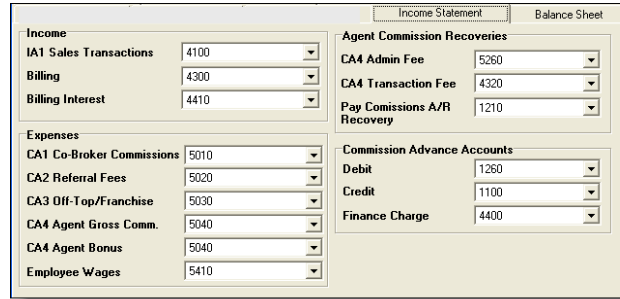 Income Statement
Balance Sheet
Income
IA1 Sales Transactions 4100
Billing 4300
Billing Interest 4410
Expenses
CA1 Co-Broker Commissions 5010
CA2 Referral Fees 5020
CA3 Off-Top/Franchise 5030
CA4 Agent Gross Comm. 5040
CA4 Agent Bonus 5040
Employee Wages 5410
Agent Commission Recoveries
CA4 Admin Fee 5260
CA4 Transaction Fee 4320
Pay Comissions A/R 1210
Recovery
Commission Advance Accounts
Debit 1260
Credit 1100
Finance Charge 4400